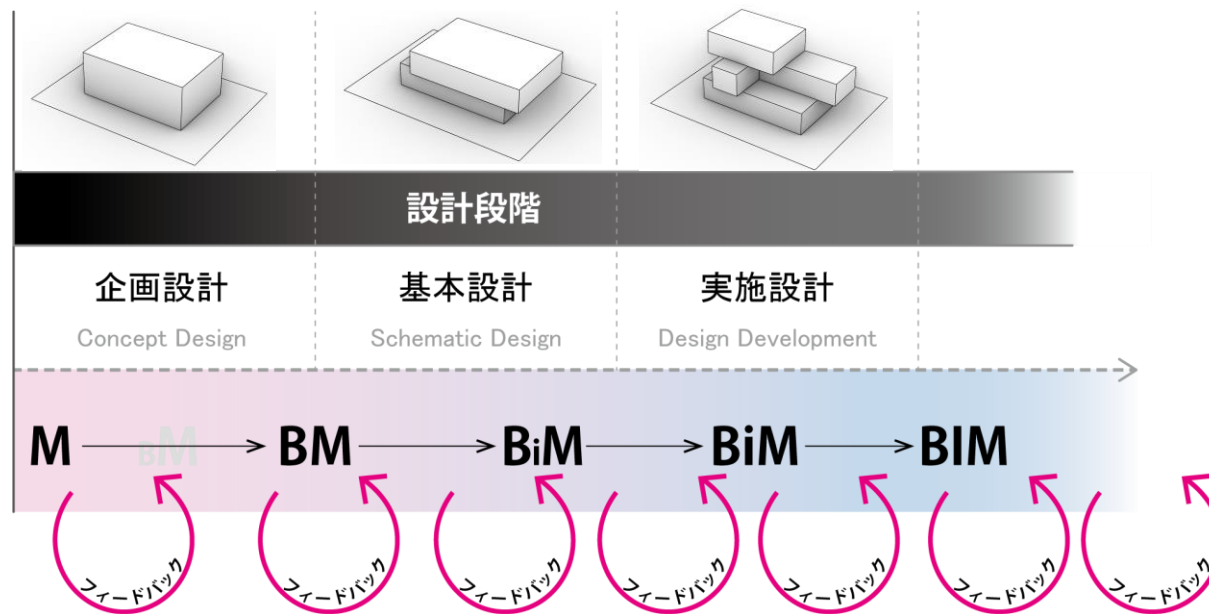 設計段階
企画設計 基本設計 実施設計
Concept Design Schematic Design Design Development
M BM BM BiM BiM BIM
フィードバック フィードバック フィードバック フィードバック フィードバック フィードバック フィードバック